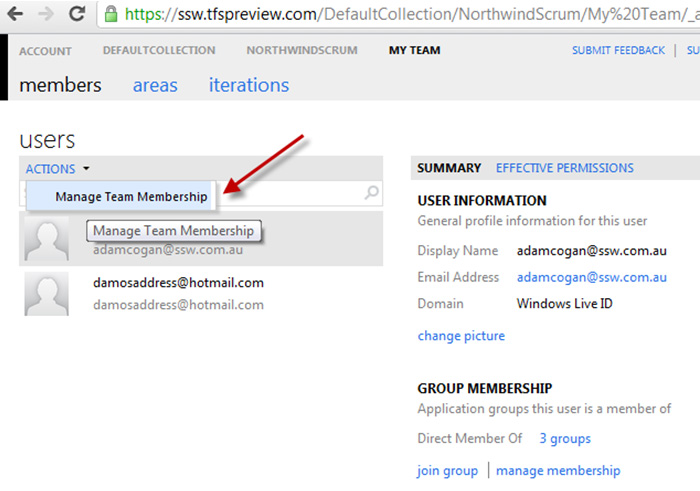 https://ssw.tfspreview.com/DefaultCollection/NorthwindScrum/My%20Team/_a
ACCOUNT DEFAULTCOLLECTION NORTHWINDSCRUM MY TEAM SUBMIT FEEDBACK | SU
members areas iterations
users
ACTIONS
Manage Team Membership
Manage Team Membership
adamcogan@ssw.com.au
damosaddress@hotmail.com
damosaddress@hotmail.com
SUMMARY EFFECTIVE PERMISSIONS
USER INFORMATION
General profile information for this user
Display Name adamcogan@ssw.com.au
Email Address adamcogan@ssw.com.au
Domain Windows Live ID
change picture
GROUP MEMBERSHIP
Application groups this user is a member of
Direct Member Of 3 groups
join group | manage membership